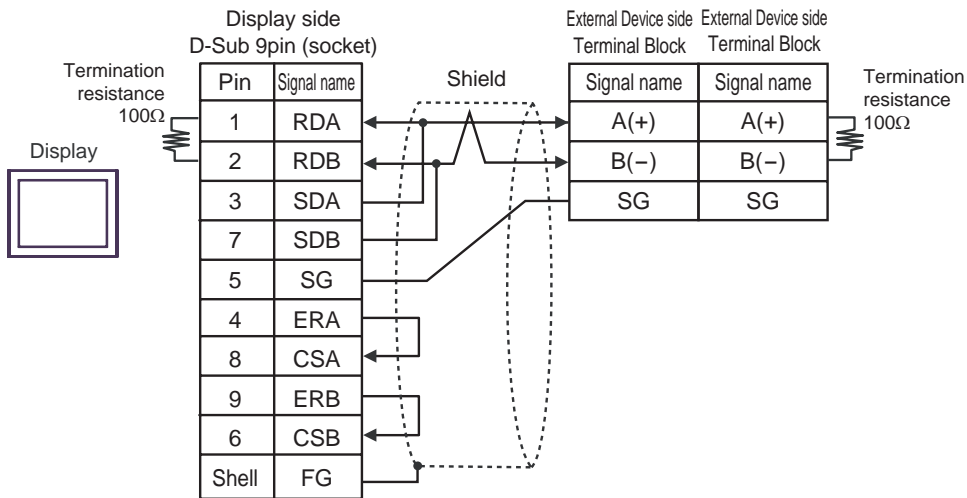 Display side
D-Sub 9pin (socket)
External Device side
Terminal Block
External Device side
Terminal Block
Termination
resistance
100Ω
Shield
Termination
resistance
100Ω
Display
Pin Signal name
1 RDA
2 RDB
3 SDA
7 SDB
5 SG
4 ERA
8 CSA
9 ERB
6 CSB
Shell FG
Signal name Signal name
A(+) A(+)
B(−) B(−)
SG SG